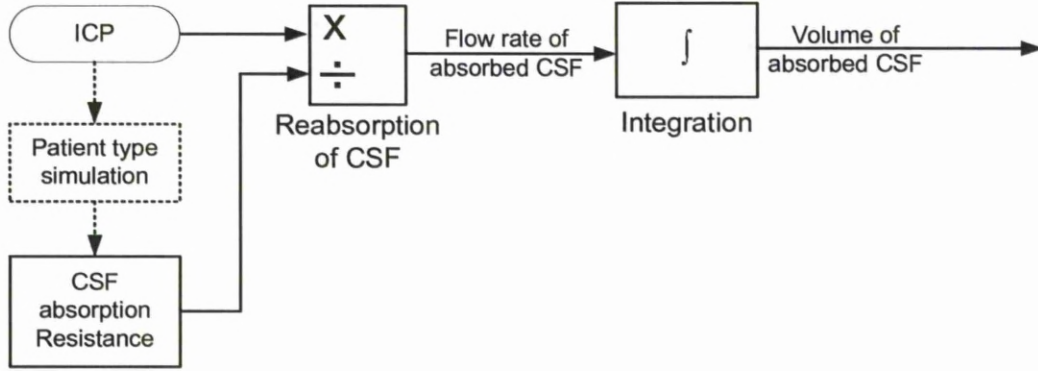 ICP
X
÷
Flow rate of
absorbed CSF
∫
Volume of
absorbed CSF
Reabsorption
of CSF
Integration
Patient type
simulation
CSF
absorption
Resistance